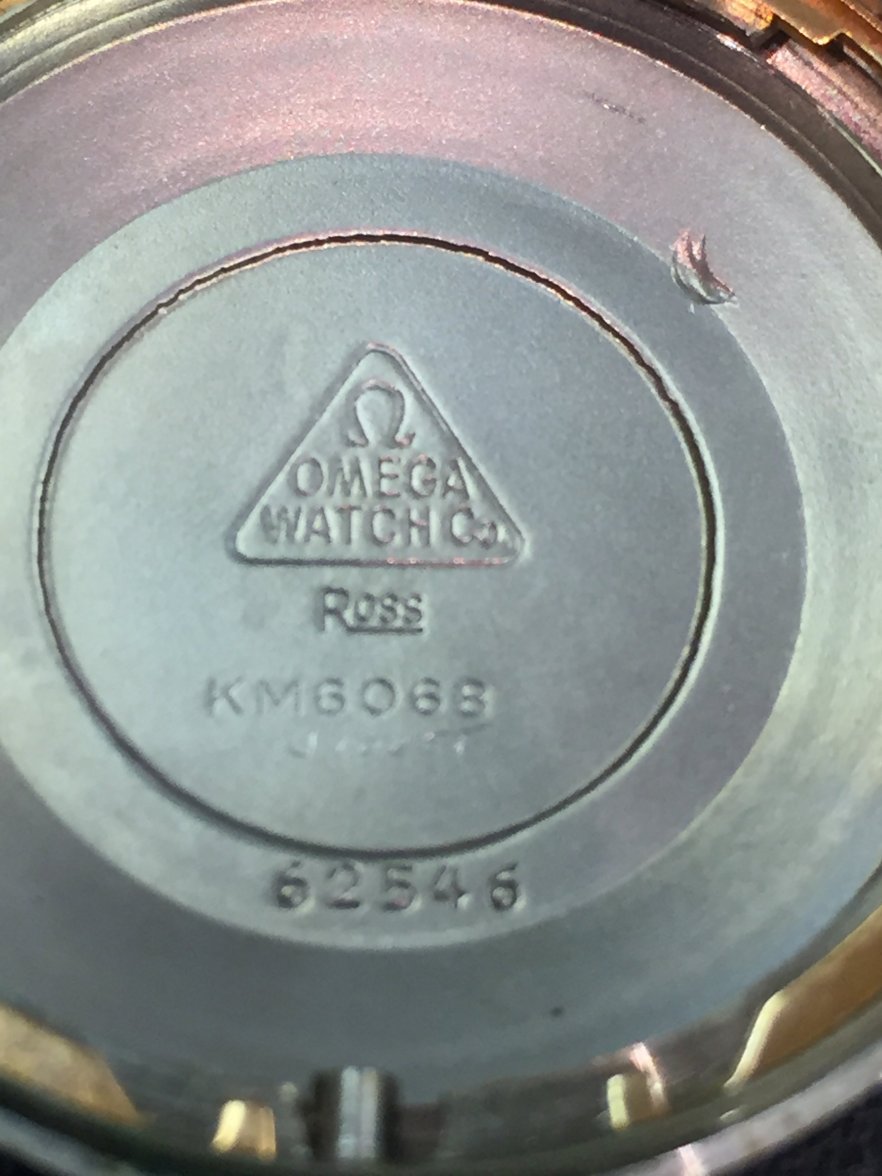 Ω
OMEGA
WATCH Co.
ROSS
KM6068
62546